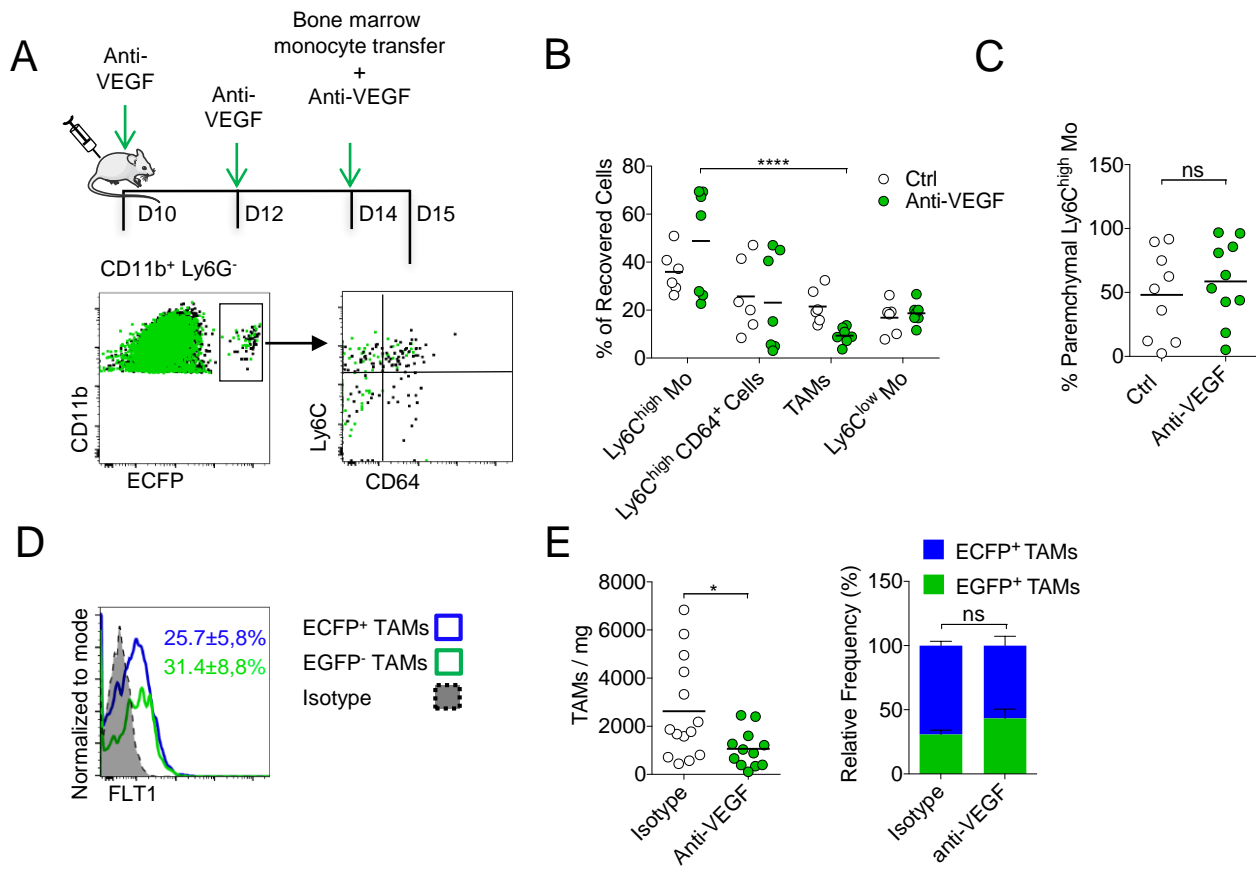 A
Anti-
VEGF
Anti-
VEGF
Bone marrow
monocyte transfer
+
Anti-VEGF
D10
D12
D14
D15
CD11b⁺ Ly6G⁻
CD11b
ECFP
Ly6C
CD64
B
% of Recovered Cells
80
60
40
20
0
****
Ctrl
Anti-VEGF
Ly6Cʰⁱᵍʰ Mo
Ly6Cʰⁱᵍʰ CD64⁺ Cells
TAMs
Ly6Cˡᵒʷ Mo
C
% Paremchymal Ly6Cʰⁱᵍʰ Mo
150
100
50
0
ns
Ctrl
Anti-VEGF
D
Normalized to mode
25.7±5,8%
31.4±8,8%
FLT1
ECFP⁺ TAMs
EGFP⁻ TAMs
Isotype
E
TAMs / mg
8000
6000
4000
2000
0
*
Isotype
Anti-VEGF
ECFP⁺ TAMs
EGFP⁺ TAMs
Relative Frequency (%)
150
100
50
0
ns
Isotype
anti-VEGF